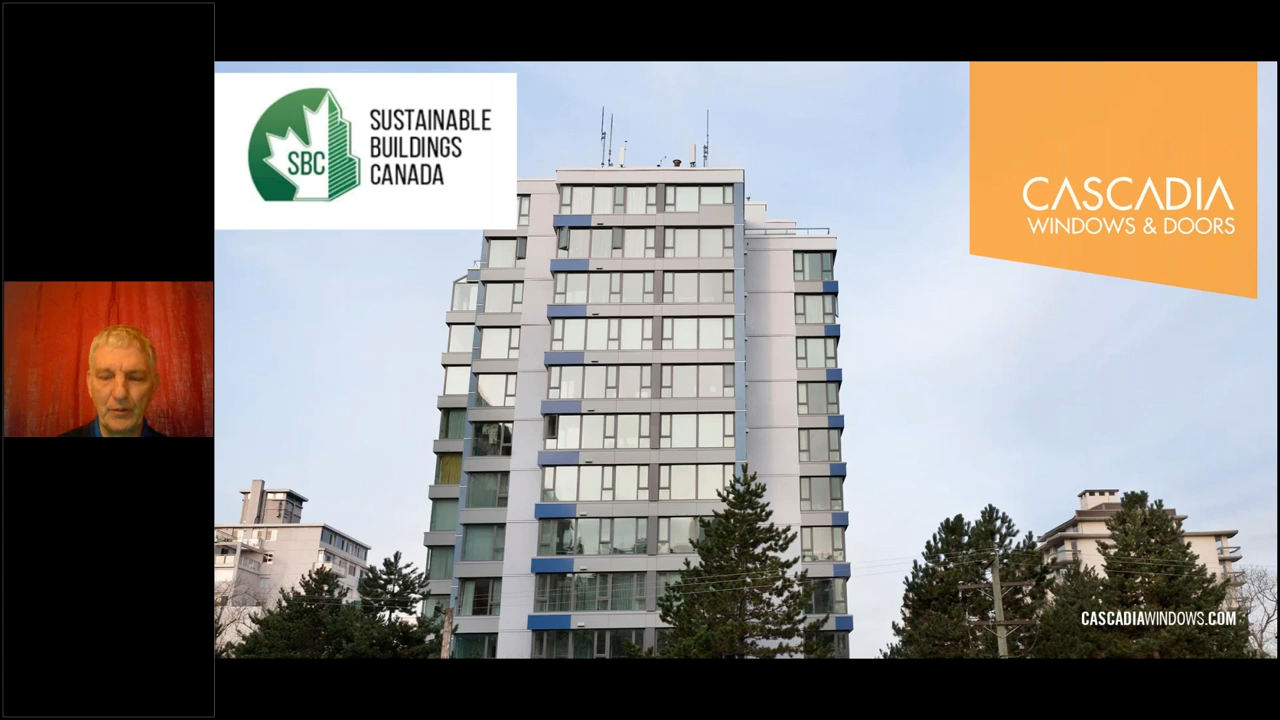 SBC
SUSTAINABLE
BUILDINGS
CANADA
CASCADIA
WINDOWS & DOORS
CASCADIAWINDOWS.COM